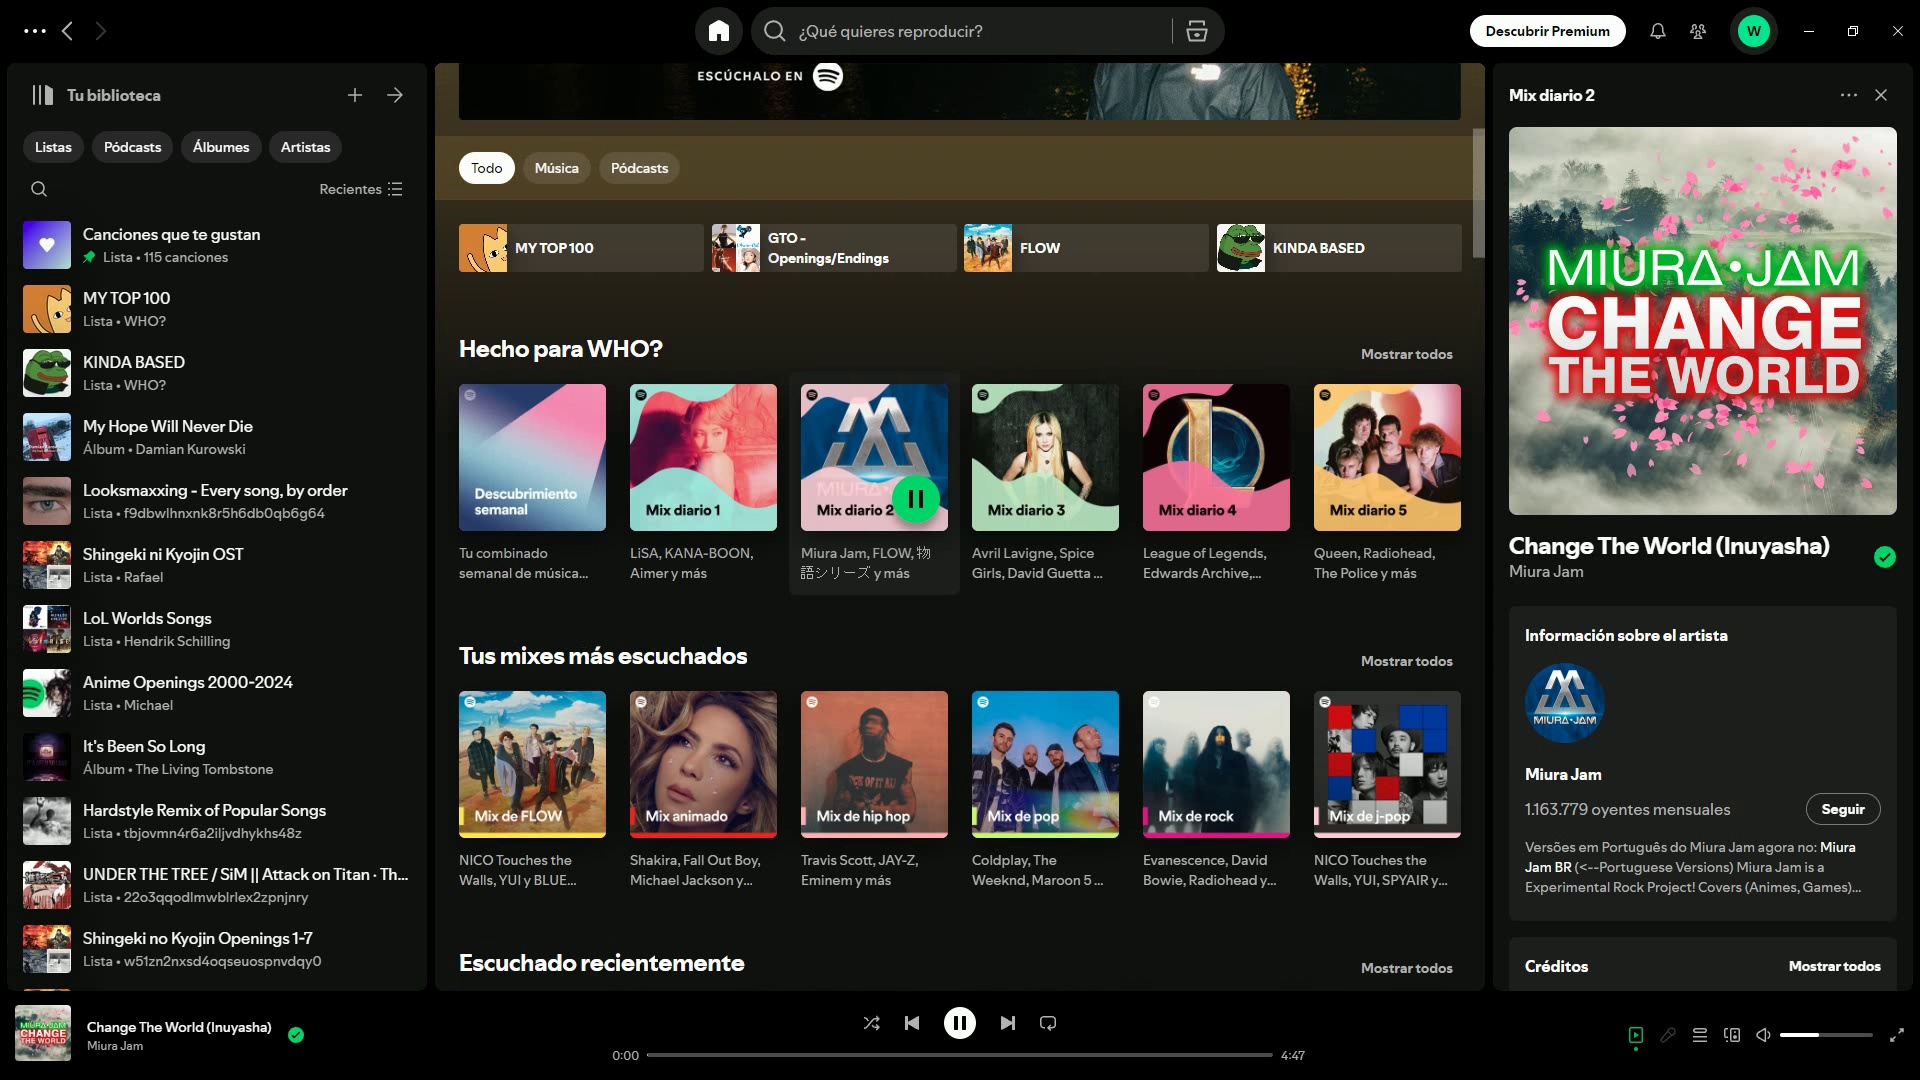 ¿Qué quieres reproducir?
Descubrir Premium
W
Tu biblioteca
Listas
Pódcasts
Álbumes
Artistas
Recientes
Canciones que te gustan
Lista • 115 canciones
MY TOP 100
Lista • WHO?
KINDA BASED
Lista • WHO?
My Hope Will Never Die
Álbum • Damian Kurowski
Looksmaxxing - Every song, by order
Lista • f9dbwlhnxnk8r5h6db0qb6g64
Shingeki ni Kyojin OST
Lista • Rafael
LoL Worlds Songs
Lista • Hendrik Schilling
Anime Openings 2000-2024
Lista • Michael
It's Been So Long
Álbum • The Living Tombstone
Hardstyle Remix of Popular Songs
Lista • tbjovmn4r6a2iljvdhykhs48z
UNDER THE TREE / SiM || Attack on Titan · Th...
Lista • 22o3qqodlmwblrlex2zpnjnry
Shingeki no Kyojin Openings 1-7
Lista • w51zn2nxsd4oqseuospnvdqy0
ESCÚCHALO EN
Todo
Música
Pódcasts
MY TOP 100
GTO -
Openings/Endings
FLOW
KINDA BASED
Hecho para WHO?
Mostrar todos
Descubrimiento
semanal
Mix diario 1
MIURA
Mix diario 2
Mix diario 3
Mix diario 4
Mix diario 5
Tu combinado
semanal de música...
LiSA, KANA-BOON,
Aimer y más
Miura Jam, FLOW, 物
語シリーズ y más
Avril Lavigne, Spice
Girls, David Guetta ...
League of Legends,
Edwards Archive,...
Queen, Radiohead,
The Police y más
Tus mixes más escuchados
Mostrar todos
Mix de FLOW
Mix animado
Mix de hip hop
Mix de pop
Mix de rock
Mix de j-pop
NICO Touches the
Walls, YUI y BLUE...
Shakira, Fall Out Boy,
Michael Jackson y...
Travis Scott, JAY-Z,
Eminem y más
Coldplay, The
Weeknd, Maroon 5 ...
Evanescence, David
Bowie, Radiohead y...
NICO Touches the
Walls, YUI, SPYAIR y...
Escuchado recientemente
Mostrar todos
Mix diario 2
MIURA•JAM
CHANGE
THE WORLD
Change The World (Inuyasha)
Miura Jam
Información sobre el artista
MIURA•JAM
Miura Jam
1.163.779 oyentes mensuales
Seguir
Versões em Português do Miura Jam agora no: Miura
Jam BR (<--Portuguese Versions) Miura Jam is a
Experimental Rock Project! Covers (Animes, Games)...
Créditos
Mostrar todos
MIURA•JAM
CHANGE
THE WORLD
Change The World (Inuyasha)
Miura Jam
0:00
4:47